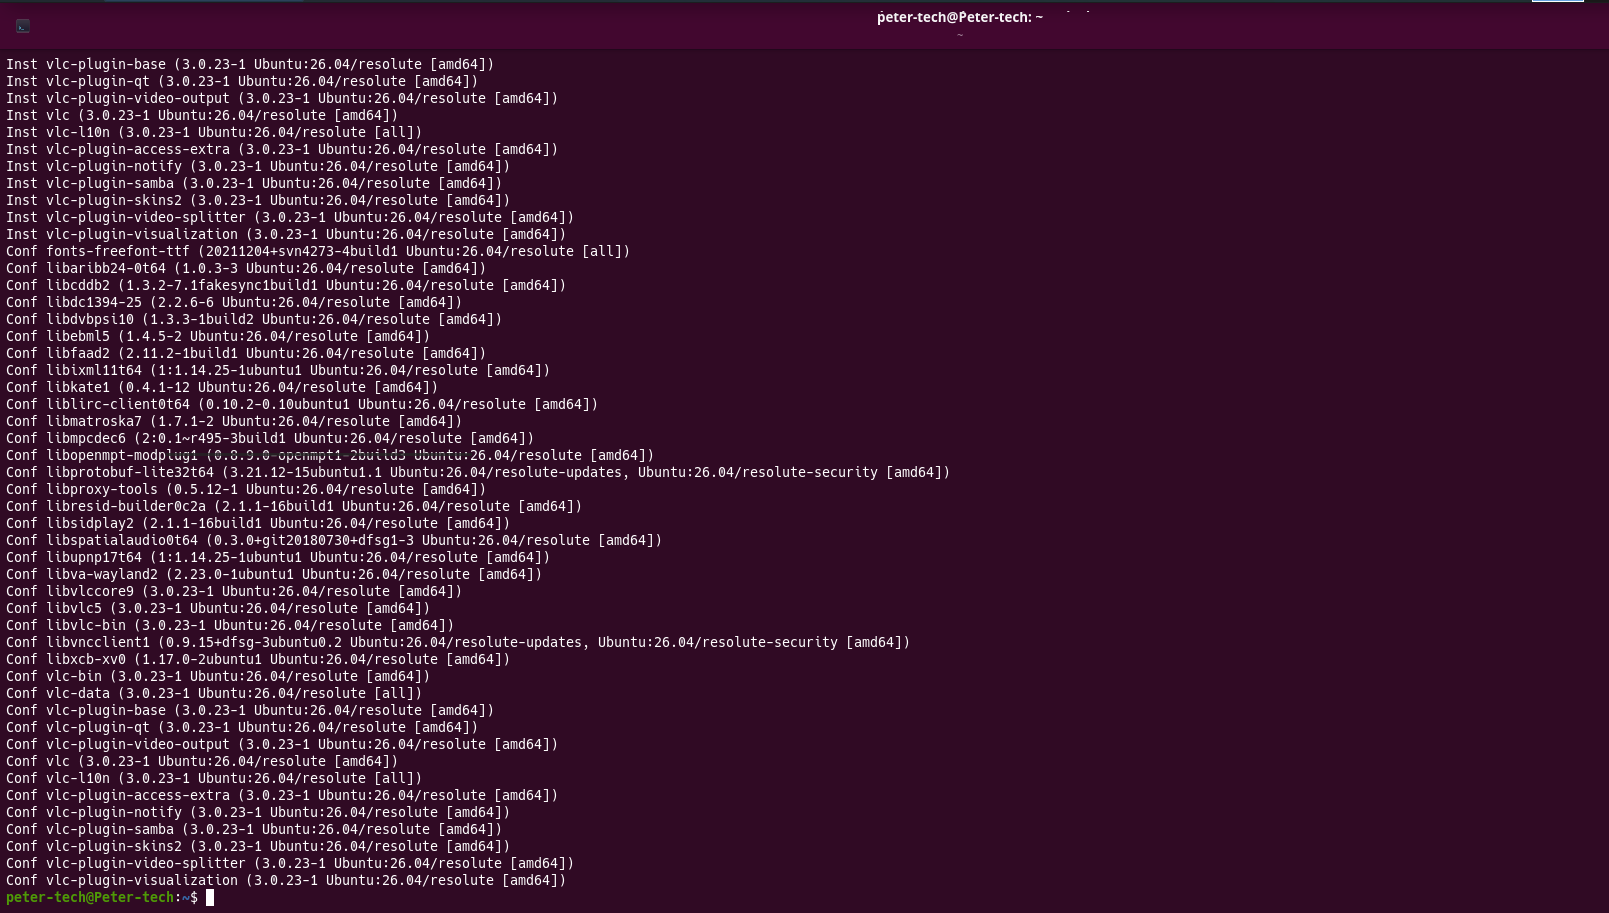 peter-tech@Peter-tech: ~
~
Inst vlc-plugin-base (3.0.23-1 Ubuntu:26.04/resolute [amd64])
Inst vlc-plugin-qt (3.0.23-1 Ubuntu:26.04/resolute [amd64])
Inst vlc-plugin-video-output (3.0.23-1 Ubuntu:26.04/resolute [amd64])
Inst vlc (3.0.23-1 Ubuntu:26.04/resolute [amd64])
Inst vlc-l10n (3.0.23-1 Ubuntu:26.04/resolute [all])
Inst vlc-plugin-access-extra (3.0.23-1 Ubuntu:26.04/resolute [amd64])
Inst vlc-plugin-notify (3.0.23-1 Ubuntu:26.04/resolute [amd64])
Inst vlc-plugin-samba (3.0.23-1 Ubuntu:26.04/resolute [amd64])
Inst vlc-plugin-skins2 (3.0.23-1 Ubuntu:26.04/resolute [amd64])
Inst vlc-plugin-video-splitter (3.0.23-1 Ubuntu:26.04/resolute [amd64])
Inst vlc-plugin-visualization (3.0.23-1 Ubuntu:26.04/resolute [amd64])
Conf fonts-freefont-ttf (20211204+svn4273-4build1 Ubuntu:26.04/resolute [all])
Conf libaribb24-0t64 (1.0.3-3 Ubuntu:26.04/resolute [amd64])
Conf libcddb2 (1.3.2-7.1fakesync1build1 Ubuntu:26.04/resolute [amd64])
Conf libdc1394-25 (2.2.6-6 Ubuntu:26.04/resolute [amd64])
Conf libdvbpsi10 (1.3.3-1build2 Ubuntu:26.04/resolute [amd64])
Conf libebml5 (1.4.5-2 Ubuntu:26.04/resolute [amd64])
Conf libfaad2 (2.11.2-1build1 Ubuntu:26.04/resolute [amd64])
Conf libixml11t64 (1:1.14.25-1ubuntu1 Ubuntu:26.04/resolute [amd64])
Conf libkate1 (0.4.1-12 Ubuntu:26.04/resolute [amd64])
Conf liblirc-client0t64 (0.10.2-0.10ubuntu1 Ubuntu:26.04/resolute [amd64])
Conf libmatroska7 (1.7.1-2 Ubuntu:26.04/resolute [amd64])
Conf libmpcdec6 (2:0.1~r495-3build1 Ubuntu:26.04/resolute [amd64])
Conf libopenmpt-modplug1 Ubuntu:26.04/resolute [amd64])
Conf libprotobuf-lite32t64 (3.21.12-15ubuntu1.1 Ubuntu:26.04/resolute-updates, Ubuntu:26.04/resolute-security [amd64])
Conf libproxy-tools (0.5.12-1 Ubuntu:26.04/resolute [amd64])
Conf libresid-builder0c2a (2.1.1-16build1 Ubuntu:26.04/resolute [amd64])
Conf libsidplay2 (2.1.1-16build1 Ubuntu:26.04/resolute [amd64])
Conf libspatialaudio0t64 (0.3.0+git20180730+dfsg1-3 Ubuntu:26.04/resolute [amd64])
Conf libupnp17t64 (1:1.14.25-1ubuntu1 Ubuntu:26.04/resolute [amd64])
Conf libva-wayland2 (2.23.0-1ubuntu1 Ubuntu:26.04/resolute [amd64])
Conf libvlccore9 (3.0.23-1 Ubuntu:26.04/resolute [amd64])
Conf libvlc5 (3.0.23-1 Ubuntu:26.04/resolute [amd64])
Conf libvlc-bin (3.0.23-1 Ubuntu:26.04/resolute [amd64])
Conf libvncclient1 (0.9.15+dfsg-3ubuntu0.2 Ubuntu:26.04/resolute-updates, Ubuntu:26.04/resolute-security [amd64])
Conf libxcb-xv0 (1.17.0-2ubuntu1 Ubuntu:26.04/resolute [amd64])
Conf vlc-bin (3.0.23-1 Ubuntu:26.04/resolute [amd64])
Conf vlc-data (3.0.23-1 Ubuntu:26.04/resolute [all])
Conf vlc-plugin-base (3.0.23-1 Ubuntu:26.04/resolute [amd64])
Conf vlc-plugin-qt (3.0.23-1 Ubuntu:26.04/resolute [amd64])
Conf vlc-plugin-video-output (3.0.23-1 Ubuntu:26.04/resolute [amd64])
Conf vlc (3.0.23-1 Ubuntu:26.04/resolute [amd64])
Conf vlc-l10n (3.0.23-1 Ubuntu:26.04/resolute [all])
Conf vlc-plugin-access-extra (3.0.23-1 Ubuntu:26.04/resolute [amd64])
Conf vlc-plugin-notify (3.0.23-1 Ubuntu:26.04/resolute [amd64])
Conf vlc-plugin-samba (3.0.23-1 Ubuntu:26.04/resolute [amd64])
Conf vlc-plugin-skins2 (3.0.23-1 Ubuntu:26.04/resolute [amd64])
Conf vlc-plugin-video-splitter (3.0.23-1 Ubuntu:26.04/resolute [amd64])
Conf vlc-plugin-visualization (3.0.23-1 Ubuntu:26.04/resolute [amd64])
peter-tech@Peter-tech:~$